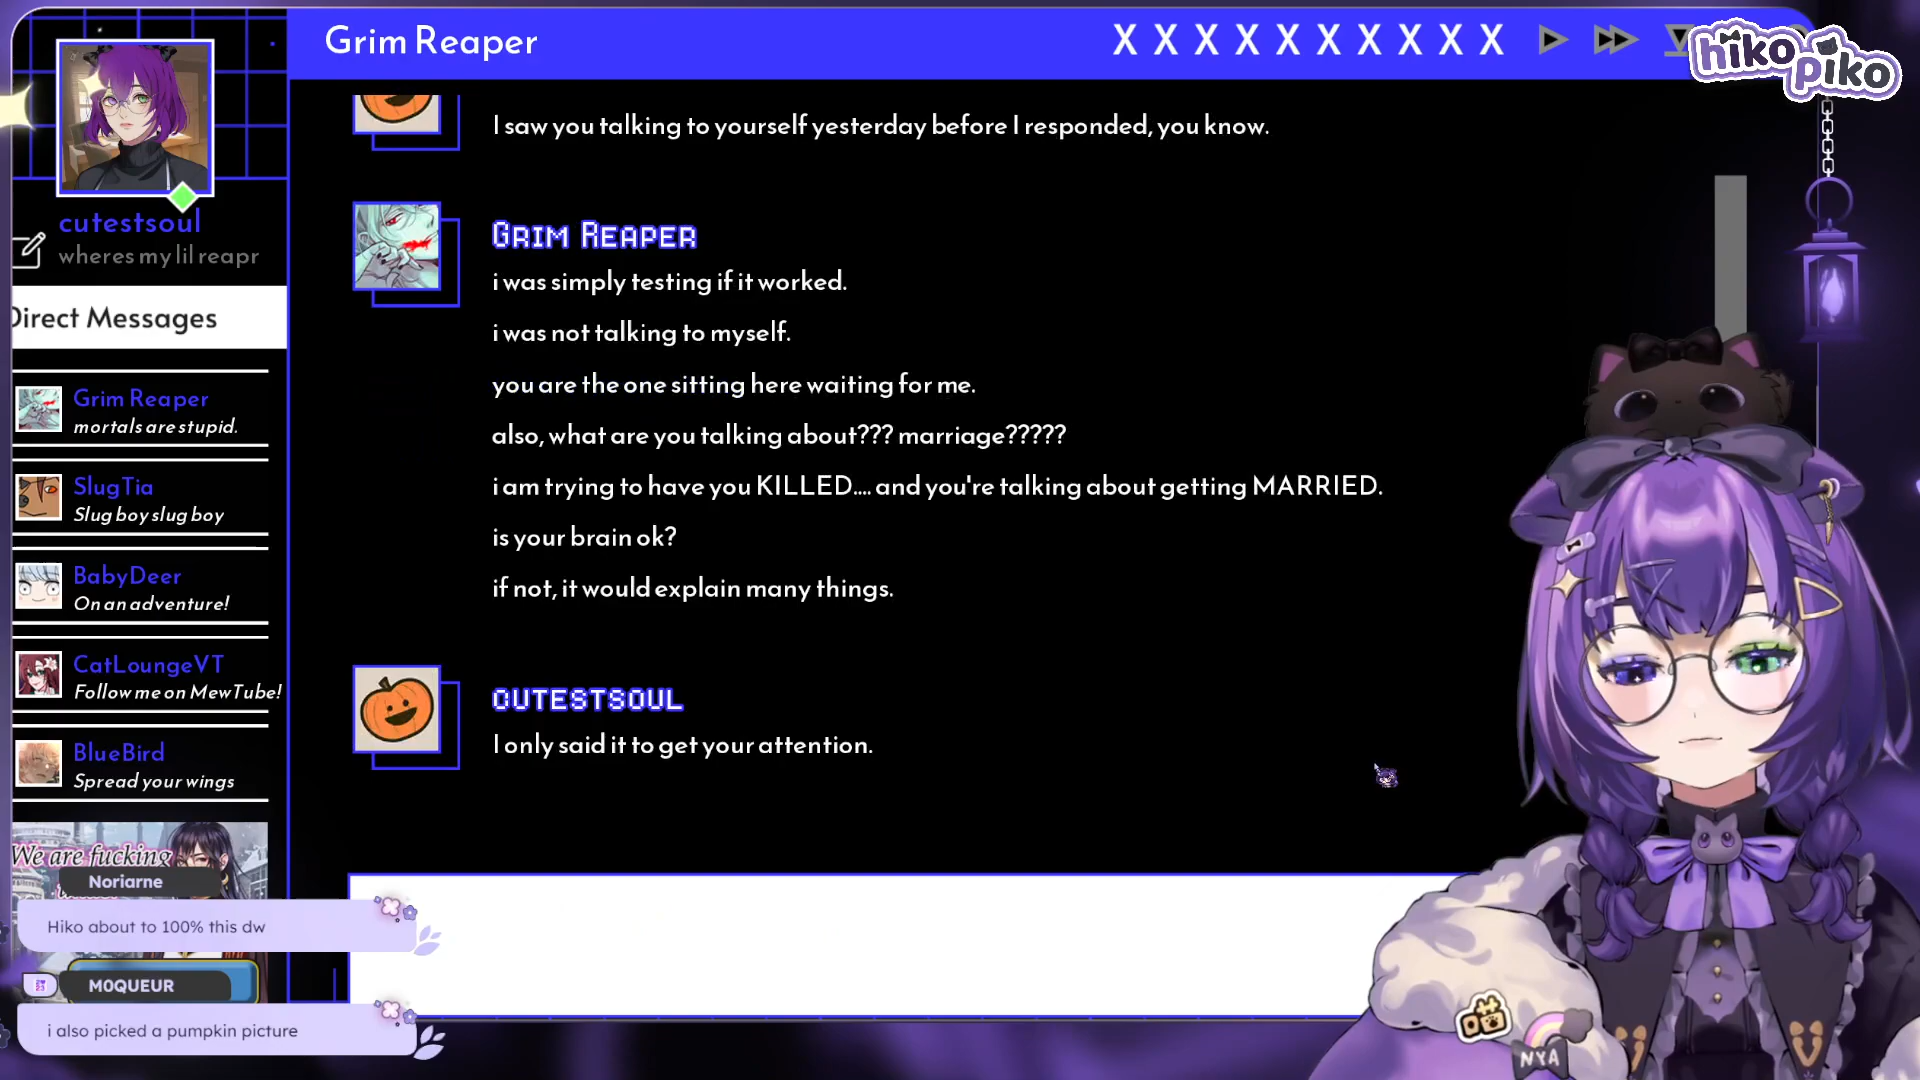 Grim Reaper
X X X X X X X X X X
hiko piko
cutestsoul
wheres my lil reapr
Direct Messages
Grim Reaper
mortals are stupid.
SlugTia
Slug boy slug boy
BabyDeer
On an adventure!
CatLoungeVT
Follow me on MewTube!
BlueBird
Spread your wings
We are fucking
Noriarne
Hiko about to 100% this dw
M0QUEUR
i also picked a pumpkin picture
I saw you talking to yourself yesterday before I responded, you know.
Grim Reaper
i was simply testing if it worked.
i was not talking to myself.
you are the one sitting here waiting for me.
also, what are you talking about??? marriage?????
i am trying to have you KILLED.... and you're talking about getting MARRIED.
is your brain ok?
if not, it would explain many things.
cutestsoul
I only said it to get your attention.
NYA